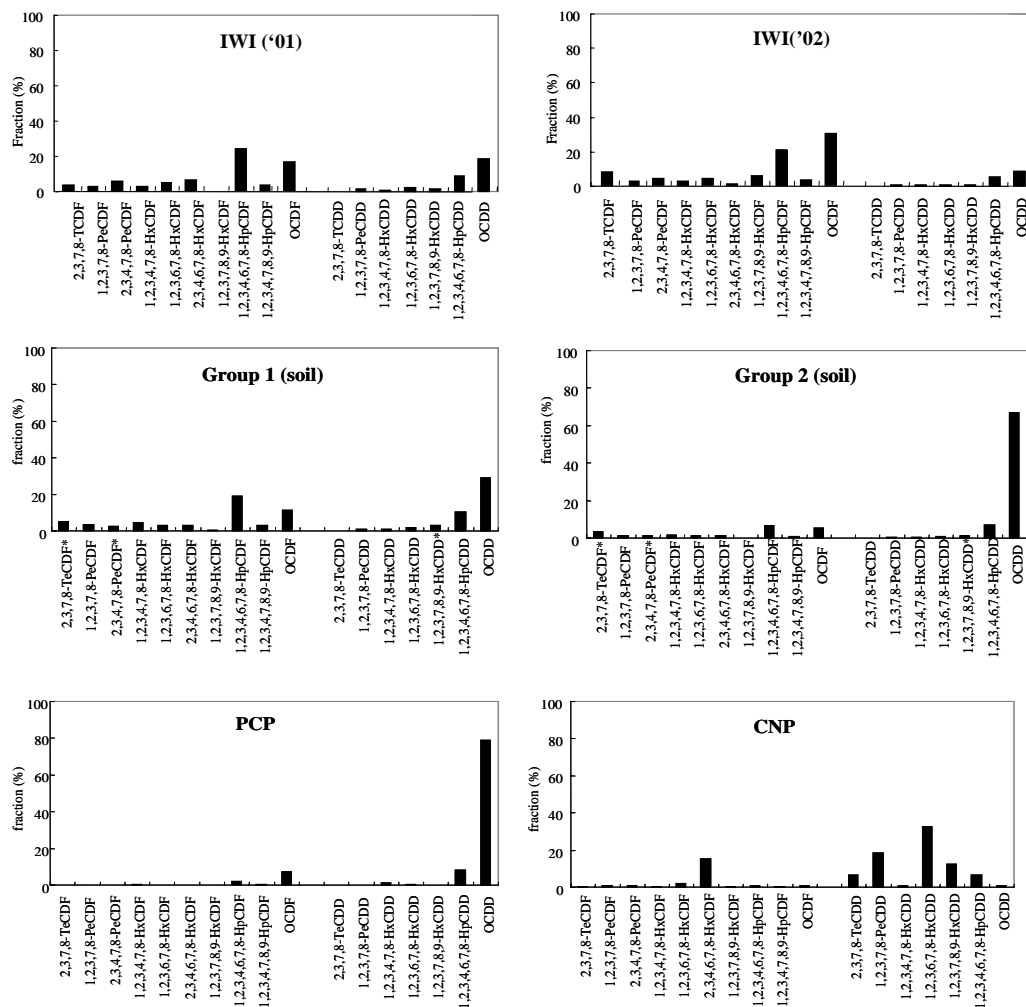 IWI (‘01)
Fraction (%)
100
80
60
40
20
0
2,3,7,8-TCDF
1,2,3,7,8-PeCDF
2,3,4,7,8-PeCDF
1,2,3,4,7,8-HxCDF
1,2,3,6,7,8-HxCDF
2,3,4,6,7,8-HxCDF
1,2,3,7,8,9-HxCDF
1,2,3,4,6,7,8-HpCDF
1,2,3,4,7,8,9-HpCDF
OCDF
2,3,7,8-TCDD
1,2,3,7,8-PeCDD
1,2,3,4,7,8-HxCDD
1,2,3,6,7,8-HxCDD
1,2,3,7,8,9-HxCDD
1,2,3,4,6,7,8-HpCDD
OCDD
IWI(’02)
Fraction (%)
100
80
60
40
20
0
2,3,7,8-TCDF
1,2,3,7,8-PeCDF
2,3,4,7,8-PeCDF
1,2,3,4,7,8-HxCDF
1,2,3,6,7,8-HxCDF
2,3,4,6,7,8-HxCDF
1,2,3,7,8,9-HxCDF
1,2,3,4,6,7,8-HpCDF
1,2,3,4,7,8,9-HpCDF
OCDF
2,3,7,8-TCDD
1,2,3,7,8-PeCDD
1,2,3,4,7,8-HxCDD
1,2,3,6,7,8-HxCDD
1,2,3,7,8,9-HxCDD
1,2,3,4,6,7,8-HpCDD
OCDD
Group 1 (soil)
fraction (%)
100
80
60
40
20
0
2,3,7,8-TeCDF*
1,2,3,7,8-PeCDF
2,3,4,7,8-PeCDF*
1,2,3,4,7,8-HxCDF
1,2,3,6,7,8-HxCDF
2,3,4,6,7,8-HxCDF
1,2,3,7,8,9-HxCDF
1,2,3,4,6,7,8-HpCDF
1,2,3,4,7,8,9-HpCDF
OCDF
2,3,7,8-TeCDD
1,2,3,7,8-PeCDD
1,2,3,4,7,8-HxCDD
1,2,3,6,7,8-HxCDD
1,2,3,7,8,9-HxCDD*
1,2,3,4,6,7,8-HpCDD
OCDD
Group 2 (soil)
fraction (%)
100
80
60
40
20
0
2,3,7,8-TeCDF*
1,2,3,7,8-PeCDF
2,3,4,7,8-PeCDF*
1,2,3,4,7,8-HxCDF
1,2,3,6,7,8-HxCDF
2,3,4,6,7,8-HxCDF
1,2,3,7,8,9-HxCDF
1,2,3,4,6,7,8-HpCDF
1,2,3,4,7,8,9-HpCDF
OCDF
2,3,7,8-TeCDD
1,2,3,7,8-PeCDD
1,2,3,4,7,8-HxCDD
1,2,3,6,7,8-HxCDD
1,2,3,7,8,9-HxCDD*
1,2,3,4,6,7,8-HpCDD
OCDD
PCP
fraction (%)
100
80
60
40
20
0
2,3,7,8-TeCDF
1,2,3,7,8-PeCDF
2,3,4,7,8-PeCDF
1,2,3,4,7,8-HxCDF
1,2,3,6,7,8-HxCDF
2,3,4,6,7,8-HxCDF
1,2,3,7,8,9-HxCDF
1,2,3,4,6,7,8-HpCDF
1,2,3,4,7,8,9-HpCDF
OCDF
2,3,7,8-TeCDD
1,2,3,7,8-PeCDD
1,2,3,4,7,8-HxCDD
1,2,3,6,7,8-HxCDD
1,2,3,7,8,9-HxCDD
1,2,3,4,6,7,8-HpCDD
OCDD
CNP
fraction (%)
100
80
60
40
20
0
2,3,7,8-TeCDF
1,2,3,7,8-PeCDF
2,3,4,7,8-PeCDF
1,2,3,4,7,8-HxCDF
1,2,3,6,7,8-HxCDF
2,3,4,6,7,8-HxCDF
1,2,3,7,8,9-HxCDF
1,2,3,4,6,7,8-HpCDF
1,2,3,4,7,8,9-HpCDF
OCDF
2,3,7,8-TeCDD
1,2,3,7,8-PeCDD
1,2,3,4,7,8-HxCDD
1,2,3,6,7,8-HxCDD
1,2,3,7,8,9-HxCDD
1,2,3,4,6,7,8-HpCDD
OCDD